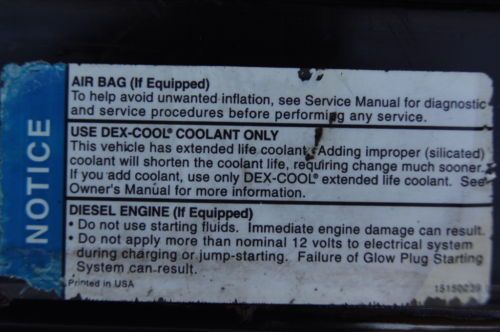 NOTICE
AIR BAG (If Equipped)
To help avoid unwanted inflation, see Service Manual for diagnostic
and service procedures before performing any service.
USE DEX-COOL® COOLANT ONLY
This vehicle has extended life coolant. Adding improper (silicated)
coolant will shorten the coolant life, requiring change much sooner.
If you add coolant, use only DEX-COOL® extended life coolant. See
Owner's Manual for more information.
DIESEL ENGINE (If Equipped)
• Do not use starting fluids. Immediate engine damage can result.
• Do not apply more than nominal 12 volts to electrical system
during charging or jump-starting. Failure of Glow Plug Starting
System can result.
Printed in USA
15150239